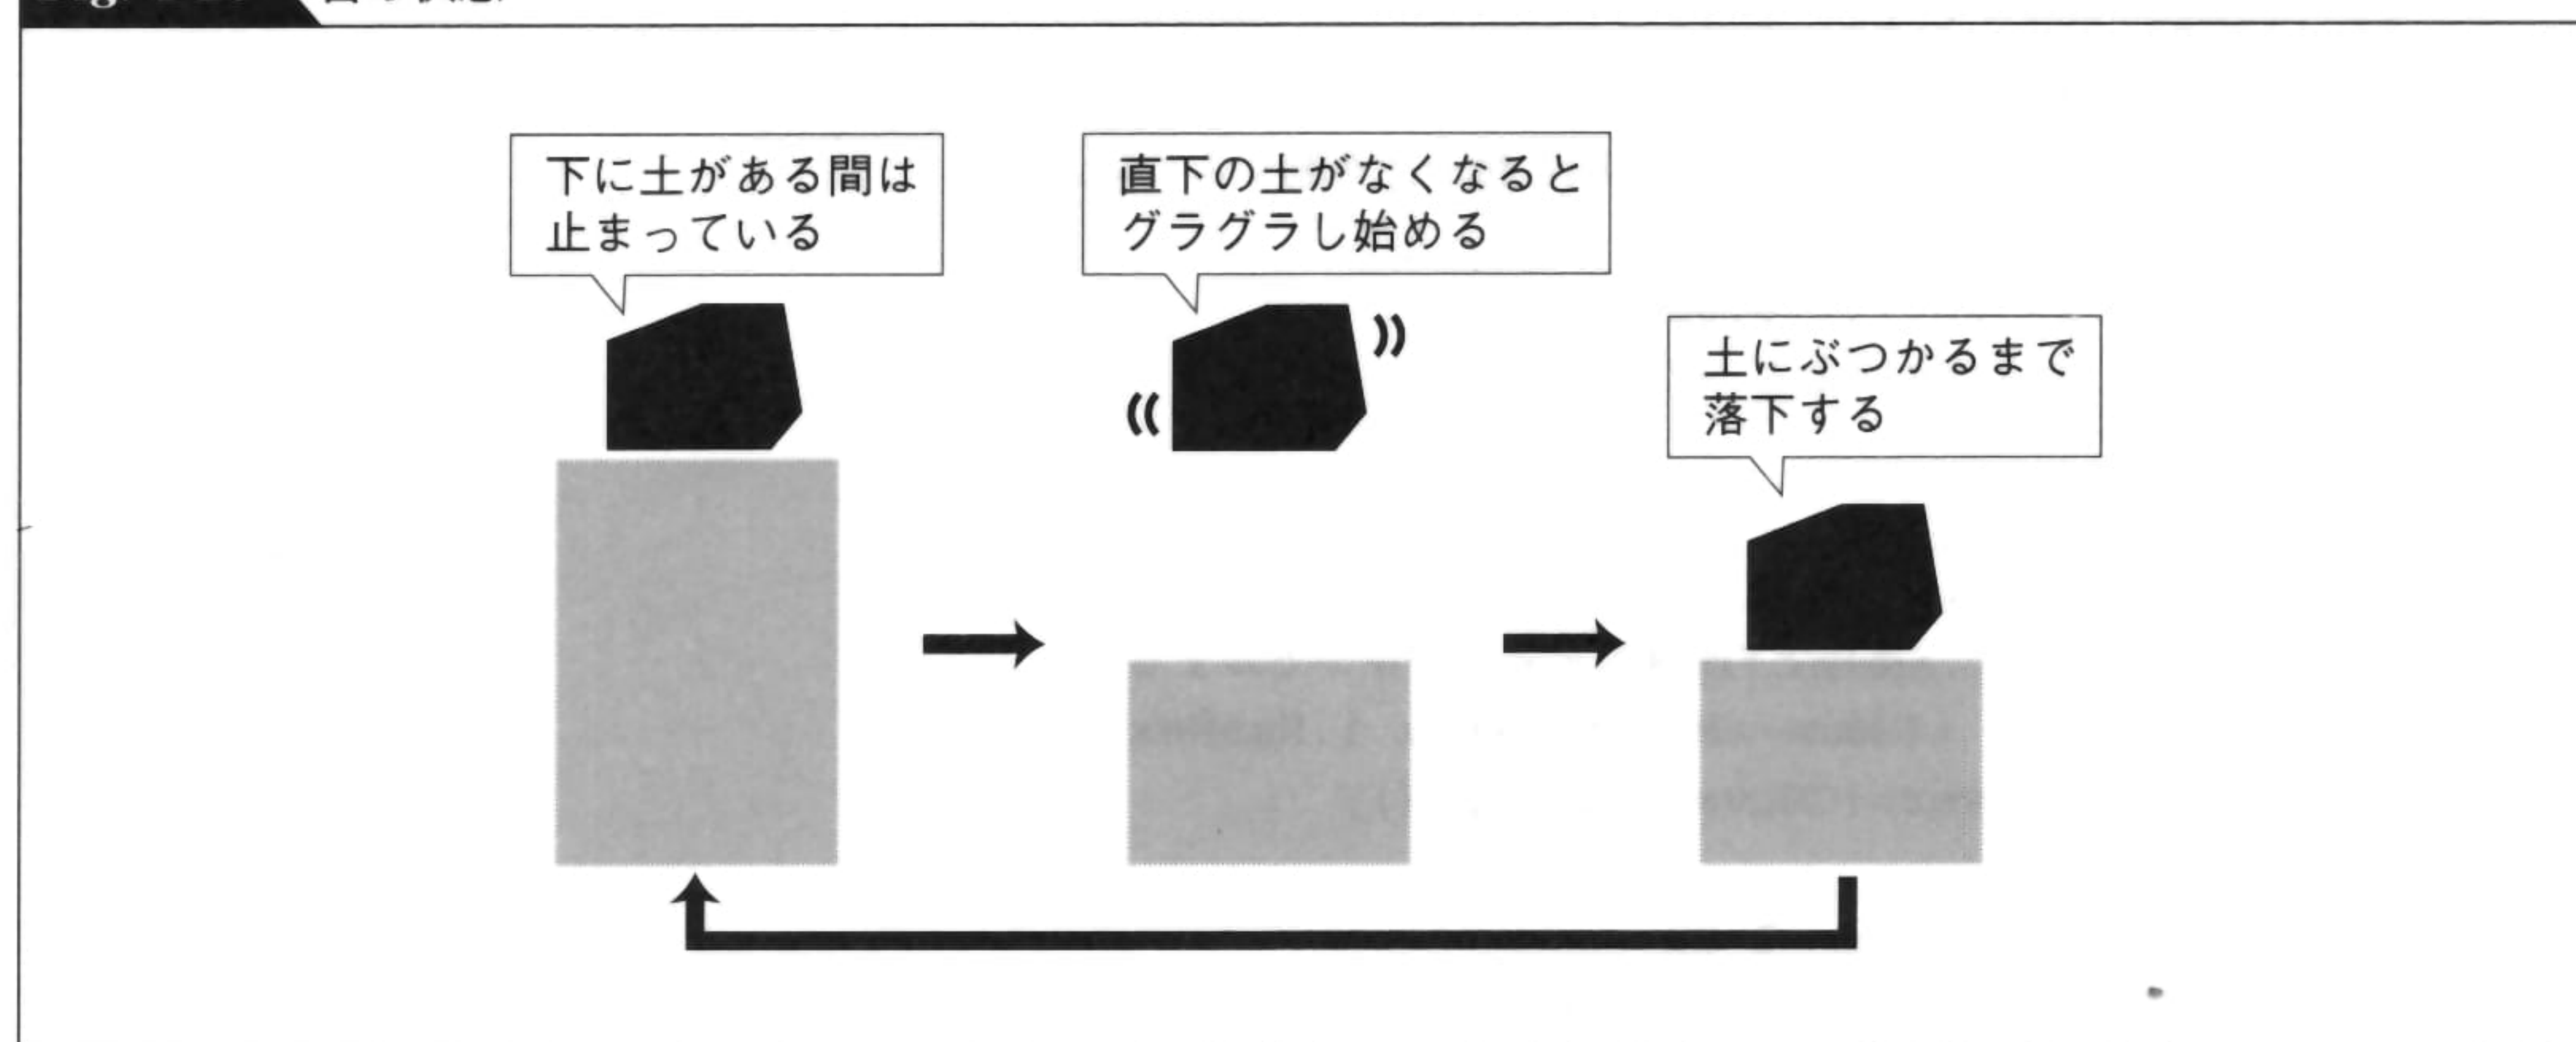 下に土がある間は
止まっている
直下の土がなくなると
グラグラし始める
土にぶつかるまで
落下する